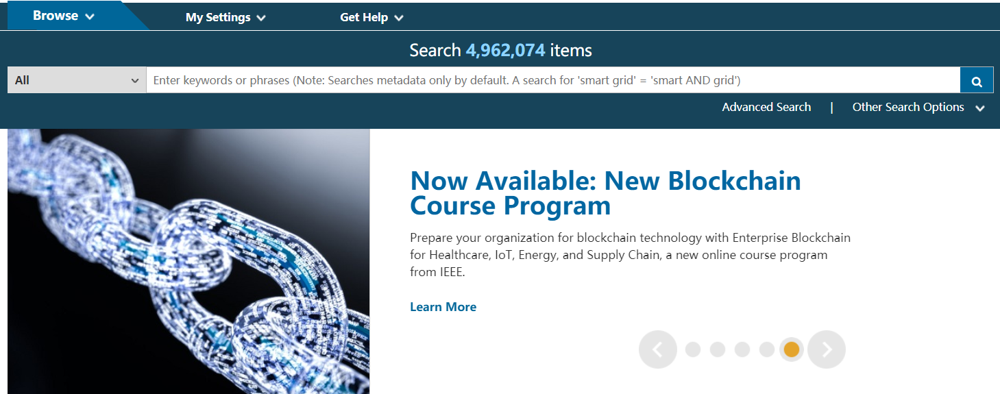 Browse
My Settings
Get Help
Search 4,962,074 items
All
Enter keywords or phrases (Note: Searches metadata only by default. A search for 'smart grid' = 'smart AND grid')
Advanced Search | Other Search Options
Now Available: New Blockchain
Course Program
Prepare your organization for blockchain technology with Enterprise Blockchain
for Healthcare, IoT, Energy, and Supply Chain, a new online course program
from IEEE.
Learn More